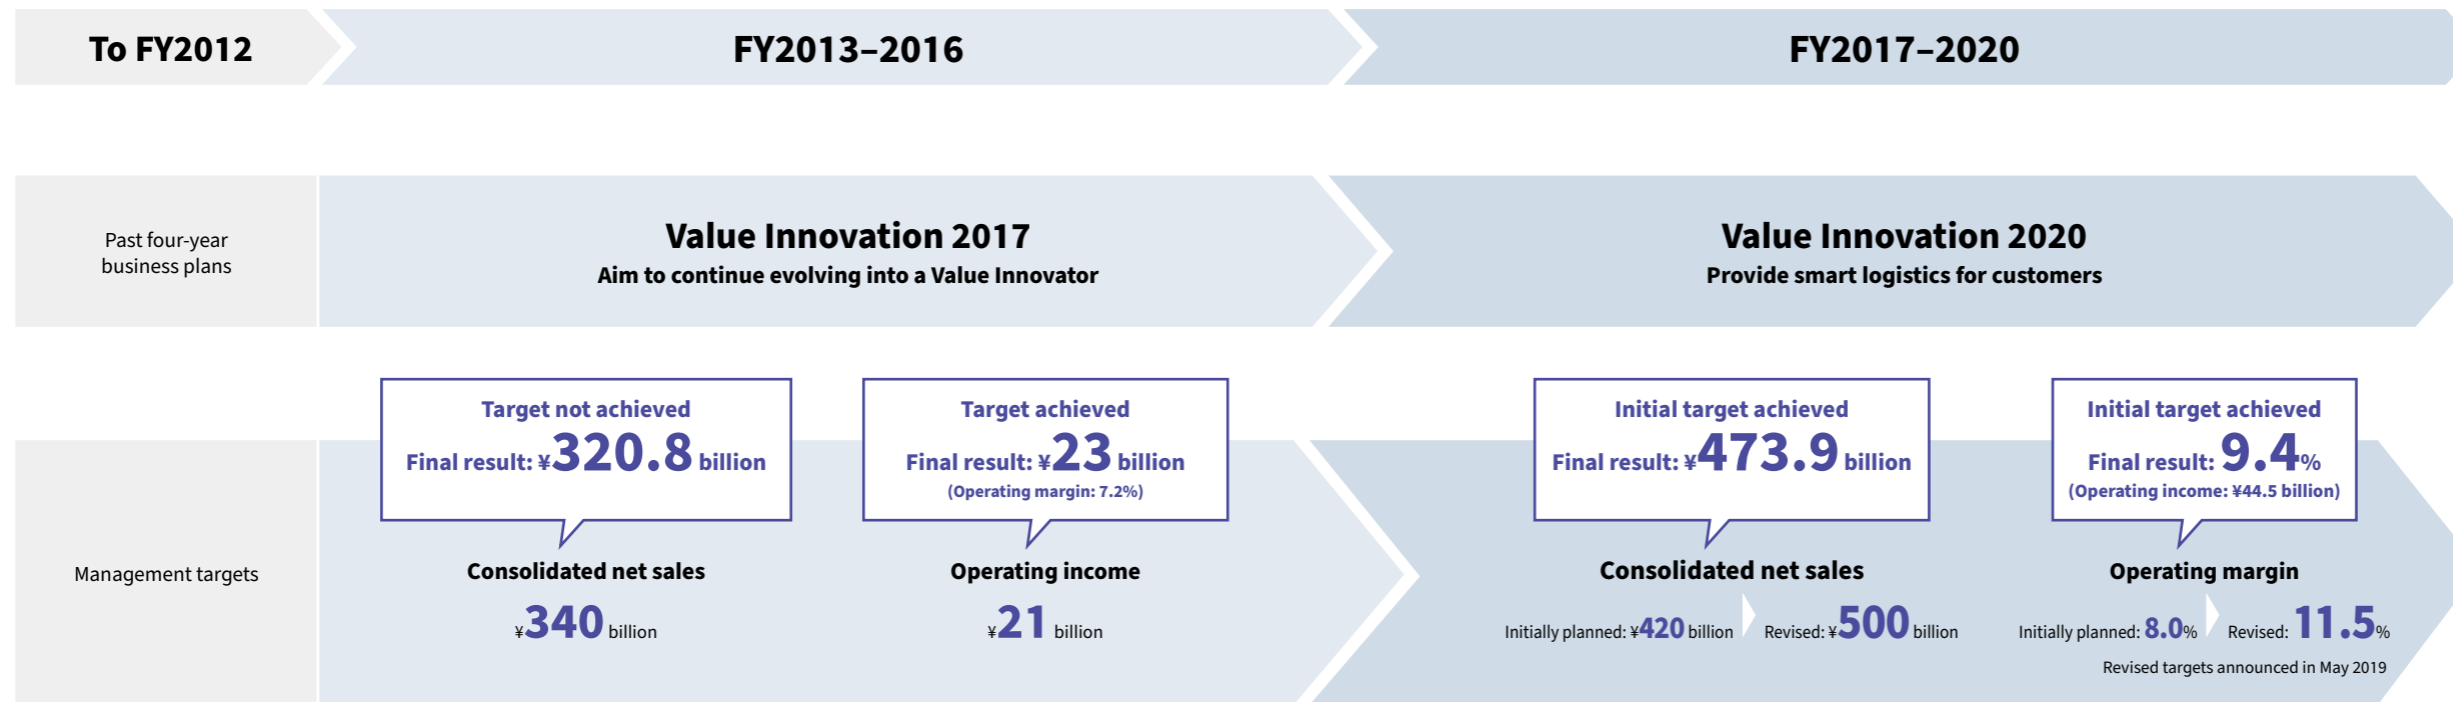 To FY2012
FY2013–2016
FY2017–2020
Past four-year
business plans
Value Innovation 2017
Aim to continue evolving into a Value Innovator
Value Innovation 2020
Provide smart logistics for customers
Management targets
Target not achieved
Final result: ¥320.8 billion
Consolidated net sales
¥340 billion
Target achieved
Final result: ¥23 billion
(Operating margin: 7.2%)
Operating income
¥21 billion
Initial target achieved
Final result: ¥473.9 billion
Consolidated net sales
Initially planned: ¥420 billion Revised: ¥500 billion
Initial target achieved
Final result: 9.4%
(Operating income: ¥44.5 billion)
Operating margin
Initially planned: 8.0% Revised: 11.5%
Revised targets announced in May 2019